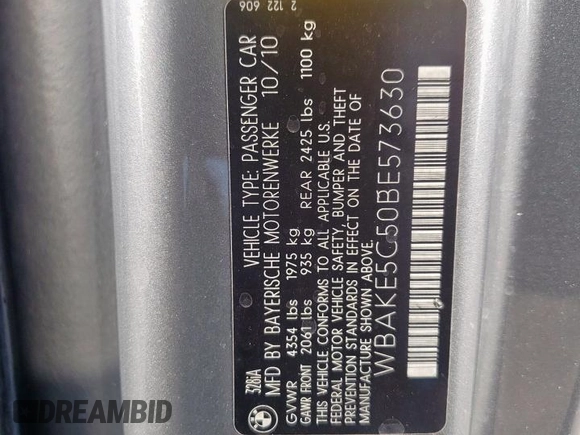 2 122 606
328iA
VEHICLE TYPE: PASSENGER CAR
MFD BY BAYERISCHE MOTORENWERKE 10/10
GVWR 4354 lbs 1975 kg
GAWR FRONT 2061 lbs 935 kg REAR 2425 lbs 1100 kg
THIS VEHICLE CONFORMS TO ALL APPLICABLE U.S.
FEDERAL MOTOR VEHICLE SAFETY, BUMPER AND THEFT
PREVENTION STANDARDS IN EFFECT ON THE DATE OF
MANUFACTURE SHOWN ABOVE.
WBAKE5C50BE573630
DREAMBID